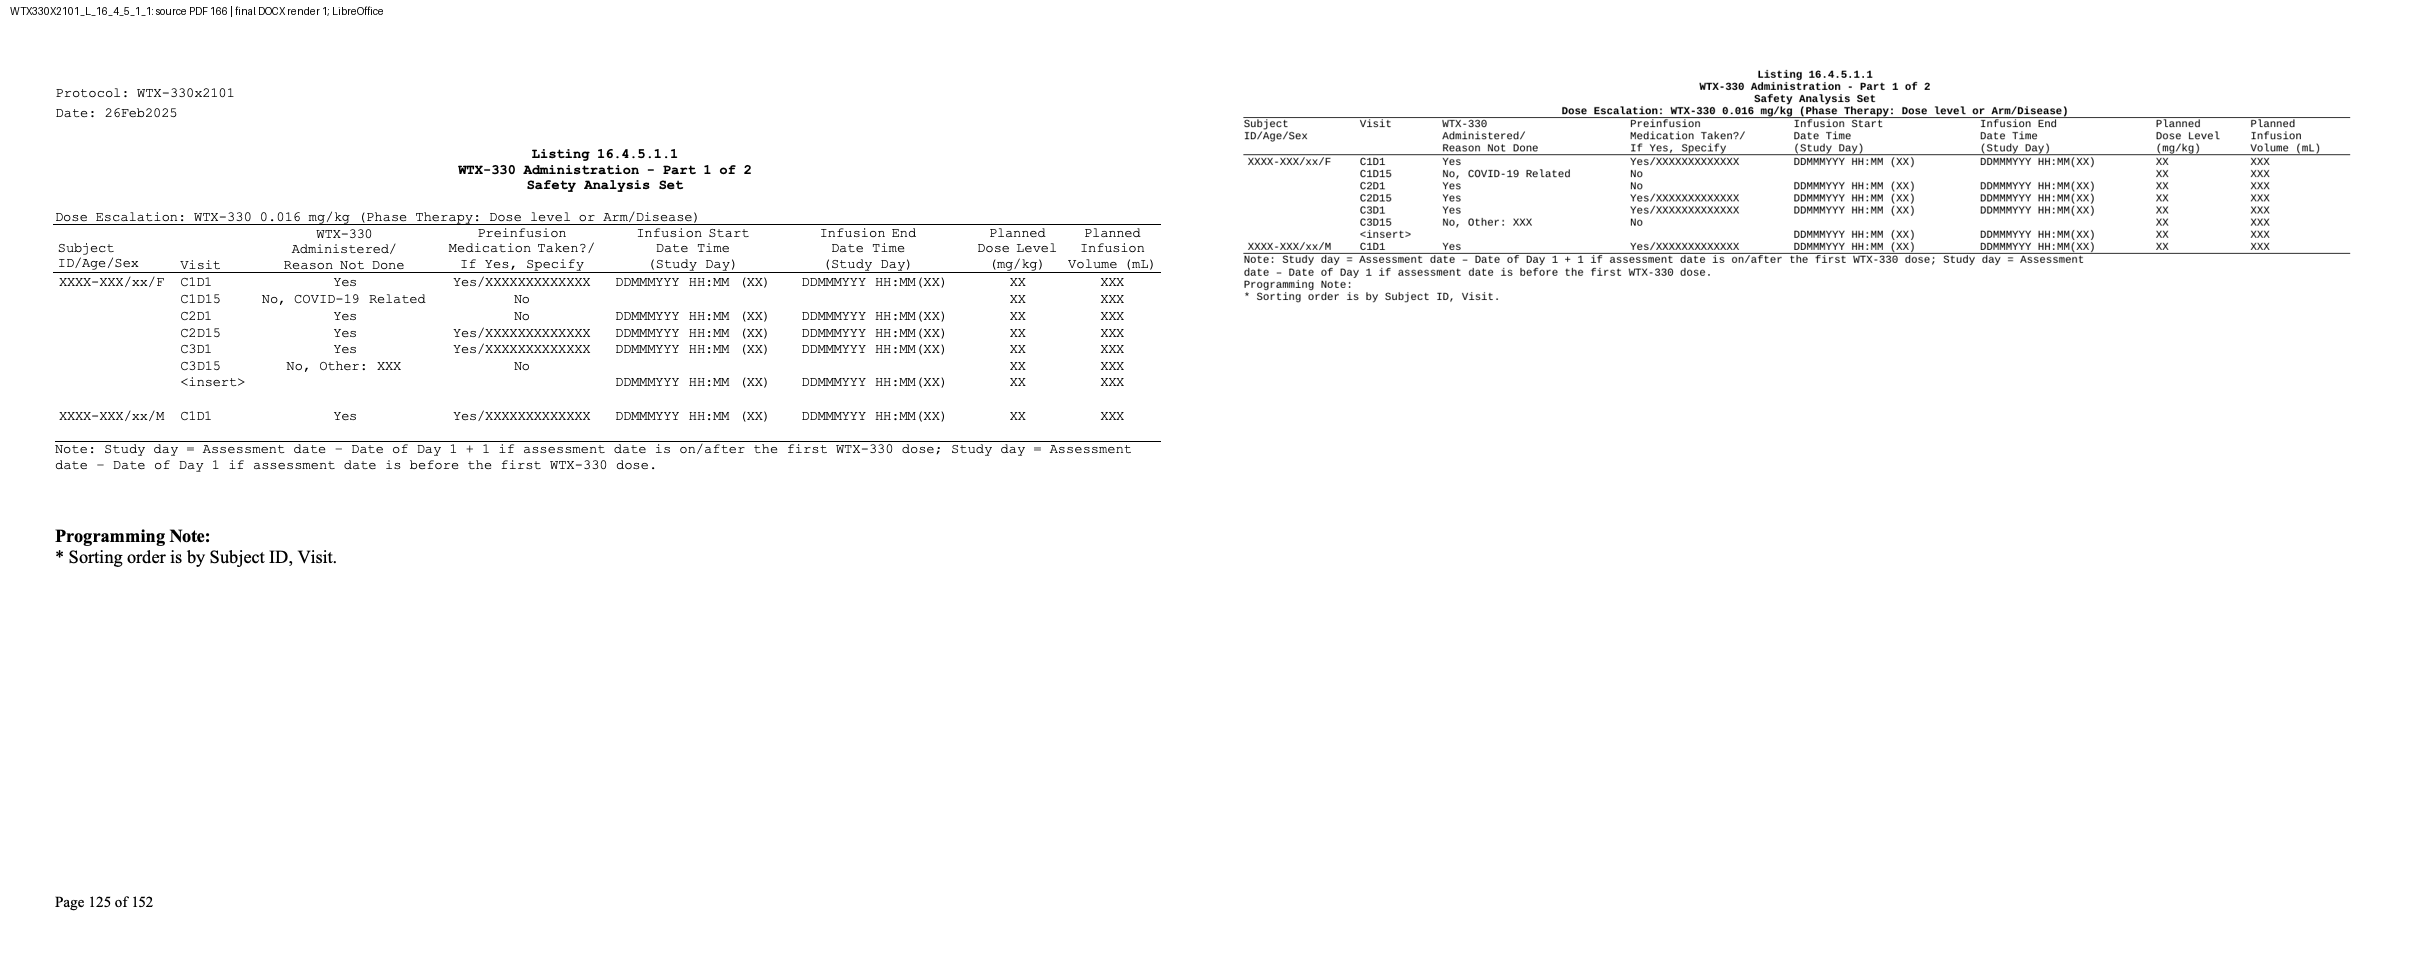 WTX330X2101_L_16_4_5_1_1: source PDF 166 | final DOCX render 1; LibreOffice
Protocol: WTX-330x2101
Date: 26Feb2025
Listing 16.4.5.1.1
WTX-330 Administration - Part 1 of 2
Safety Analysis Set
Dose Escalation: WTX-330 0.016 mg/kg (Phase Therapy: Dose level or Arm/Disease)
WTX-330 Preinfusion Infusion Start Infusion End Planned Planned
Subject Administered/ Medication Taken?/ Date Time Date Time Dose Level Infusion
ID/Age/Sex Visit Reason Not Done If Yes, Specify (Study Day) (Study Day) (mg/kg) Volume (mL)
XXXX-XXX/xx/F C1D1 Yes Yes/XXXXXXXXXXXXX DDMMMYYY HH:MM (XX) DDMMMYYY HH:MM(XX) XX XXX
C1D15 No, COVID-19 Related No XX XXX
C2D1 Yes No DDMMMYYY HH:MM (XX) DDMMMYYY HH:MM(XX) XX XXX
C2D15 Yes Yes/XXXXXXXXXXXXX DDMMMYYY HH:MM (XX) DDMMMYYY HH:MM(XX) XX XXX
C3D1 Yes Yes/XXXXXXXXXXXXX DDMMMYYY HH:MM (XX) DDMMMYYY HH:MM(XX) XX XXX
C3D15 No, Other: XXX No XX XXX
<insert> DDMMMYYY HH:MM (XX) DDMMMYYY HH:MM(XX) XX XXX
XXXX-XXX/xx/M C1D1 Yes Yes/XXXXXXXXXXXXX DDMMMYYY HH:MM (XX) DDMMMYYY HH:MM(XX) XX XXX
Note: Study day = Assessment date – Date of Day 1 + 1 if assessment date is on/after the first WTX-330 dose; Study day = Assessment
date – Date of Day 1 if assessment date is before the first WTX-330 dose.
Programming Note:
* Sorting order is by Subject ID, Visit.
Page 125 of 152
Listing 16.4.5.1.1
WTX-330 Administration - Part 1 of 2
Safety Analysis Set
Dose Escalation: WTX-330 0.016 mg/kg (Phase Therapy: Dose level or Arm/Disease)
Subject Visit WTX-330 Preinfusion Infusion Start Infusion End Planned Planned
ID/Age/Sex Administered/ Medication Taken?/ Date Time Date Time Dose Level Infusion
Reason Not Done If Yes, Specify (Study Day) (Study Day) (mg/kg) Volume (mL)
XXXX-XXX/xx/F C1D1 Yes Yes/XXXXXXXXXXXXX DDMMMYYY HH:MM (XX) DDMMMYYY HH:MM(XX) XX XXX
C1D15 No, COVID-19 Related No XX XXX
C2D1 Yes No DDMMMYYY HH:MM (XX) DDMMMYYY HH:MM(XX) XX XXX
C2D15 Yes Yes/XXXXXXXXXXXXX DDMMMYYY HH:MM (XX) DDMMMYYY HH:MM(XX) XX XXX
C3D1 Yes Yes/XXXXXXXXXXXXX DDMMMYYY HH:MM (XX) DDMMMYYY HH:MM(XX) XX XXX
C3D15 No, Other: XXX No XX XXX
<insert> DDMMMYYY HH:MM (XX) DDMMMYYY HH:MM(XX) XX XXX
XXXX-XXX/xx/M C1D1 Yes Yes/XXXXXXXXXXXXX DDMMMYYY HH:MM (XX) DDMMMYYY HH:MM(XX) XX XXX
Note: Study day = Assessment date – Date of Day 1 + 1 if assessment date is on/after the first WTX-330 dose; Study day = Assessment
date – Date of Day 1 if assessment date is before the first WTX-330 dose.
Programming Note:
* Sorting order is by Subject ID, Visit.